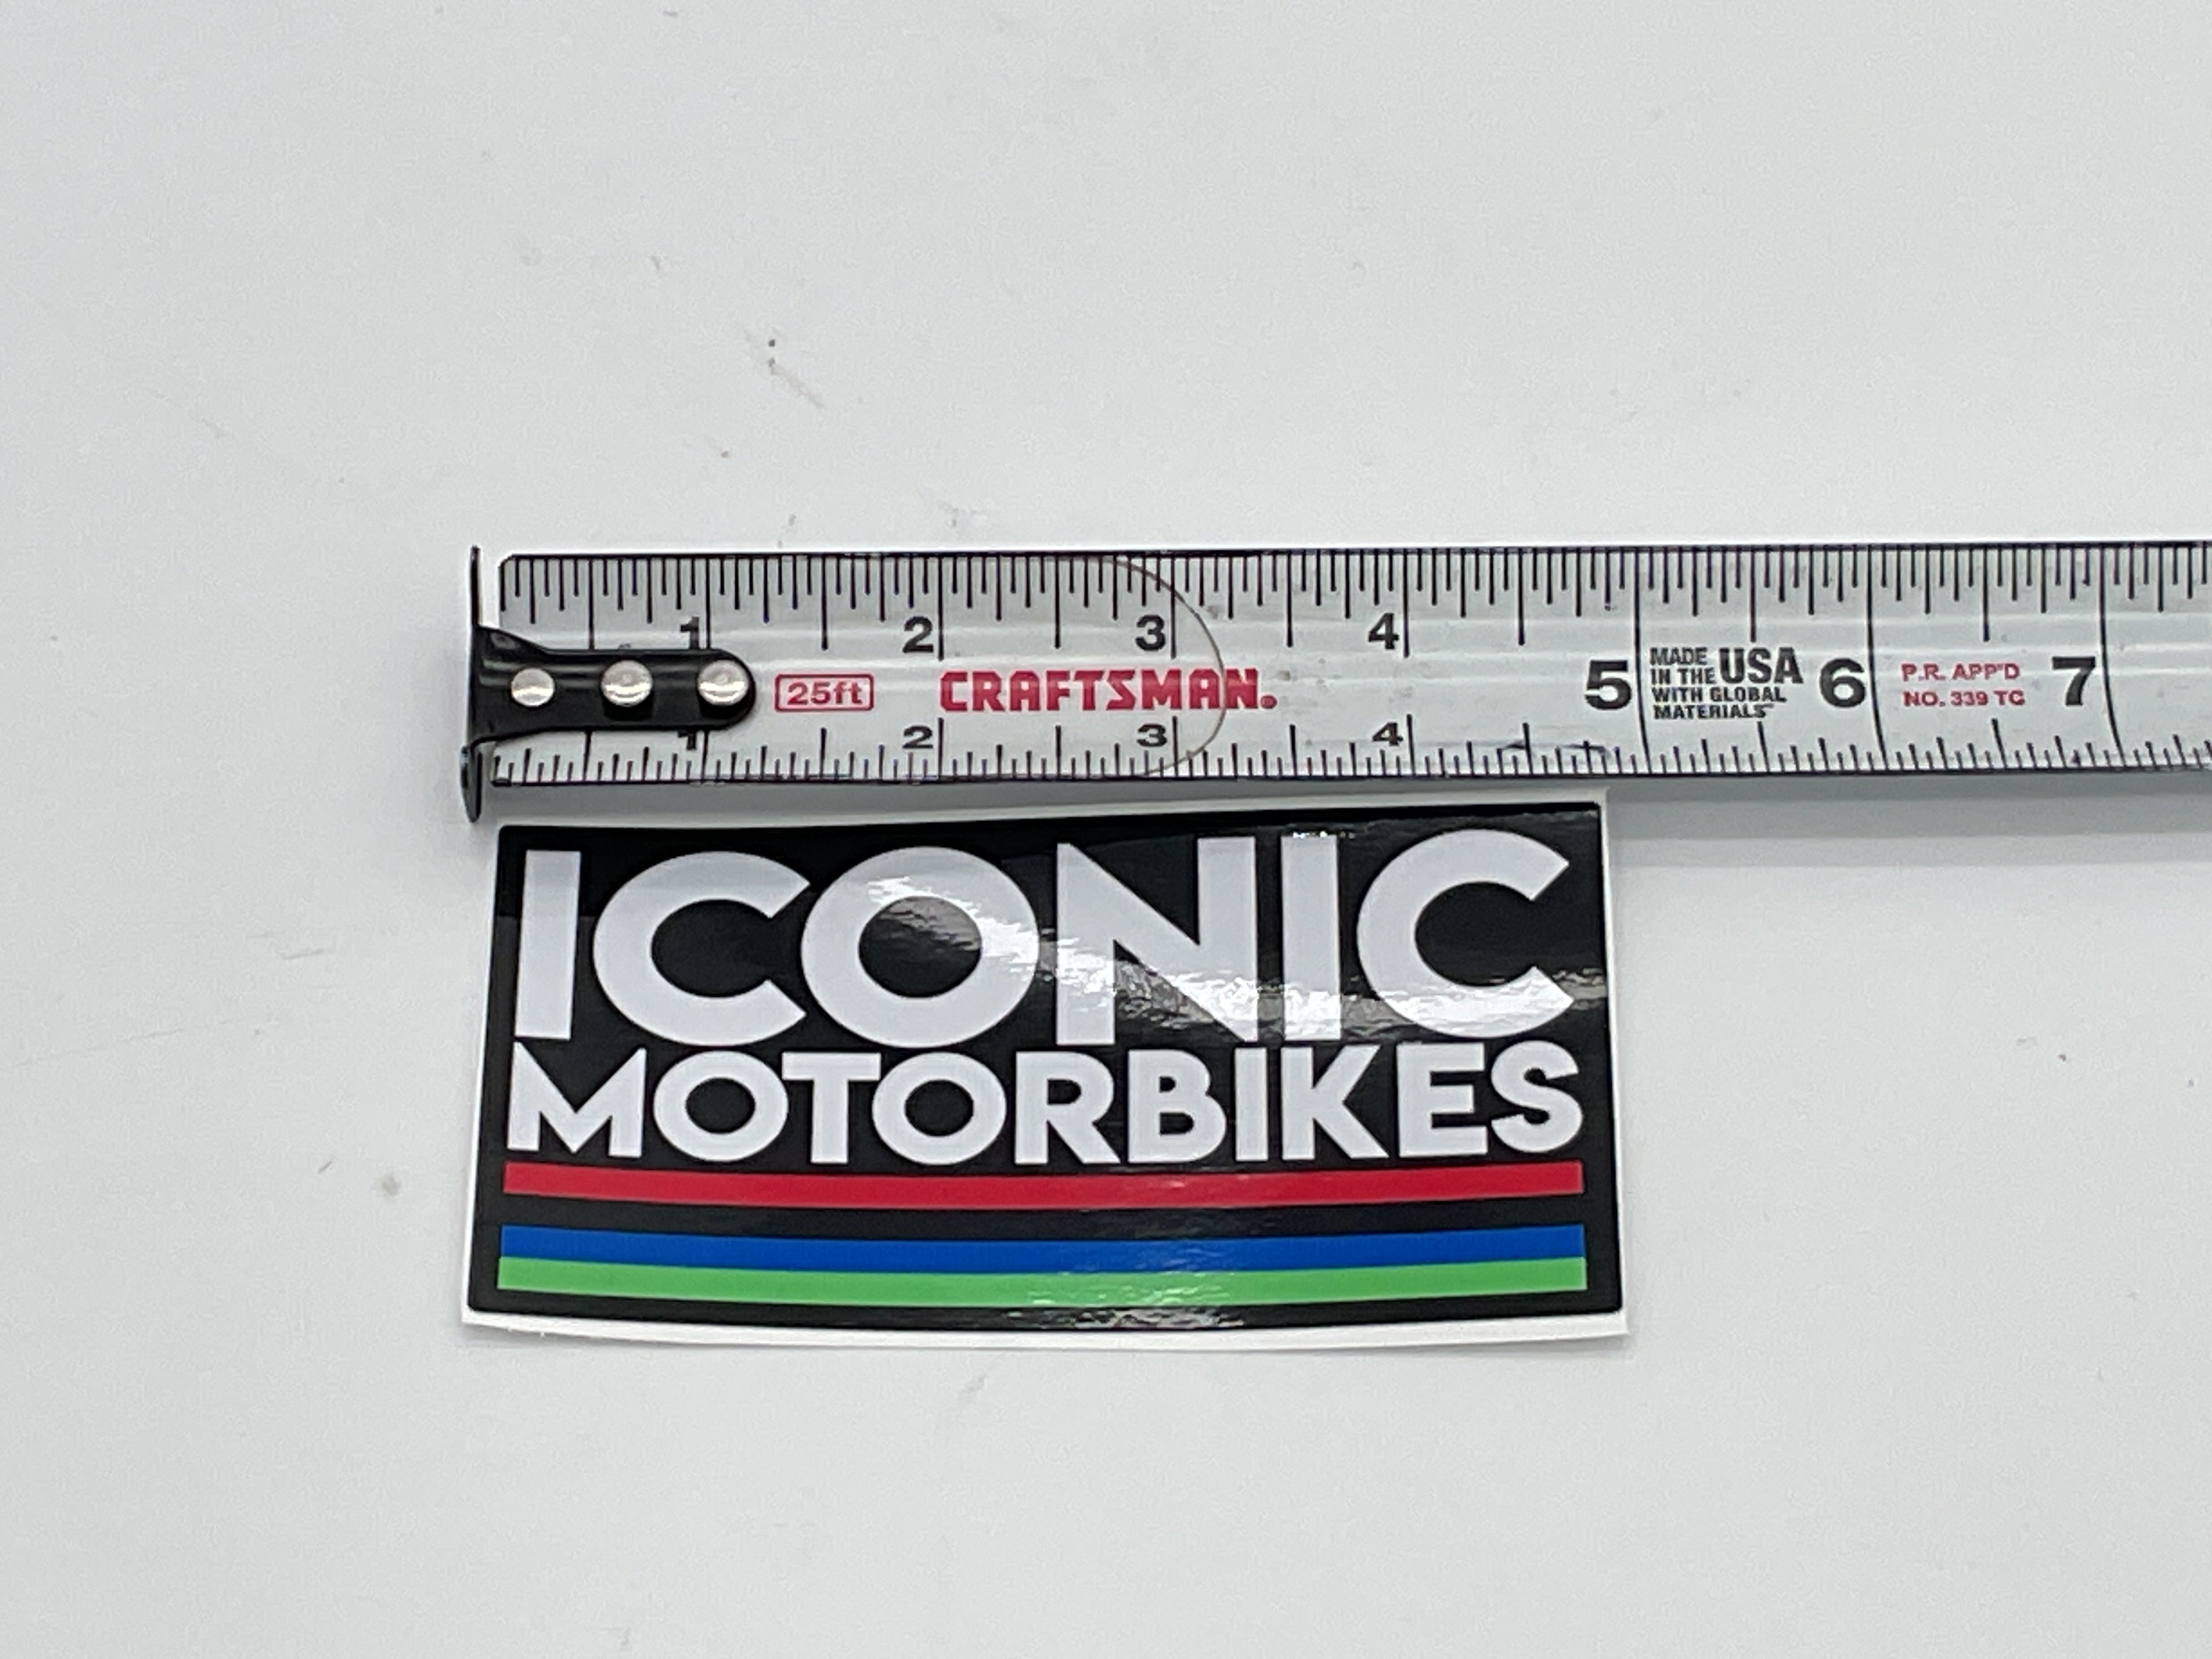 1 2 3 4 5 6 7
25ft CRAFTSMAN.
MADE
IN THE USA
WITH GLOBAL
MATERIALS
P.R. APP'D
NO. 339 TC
1 2 3 4
ICONIC
MOTORBIKES